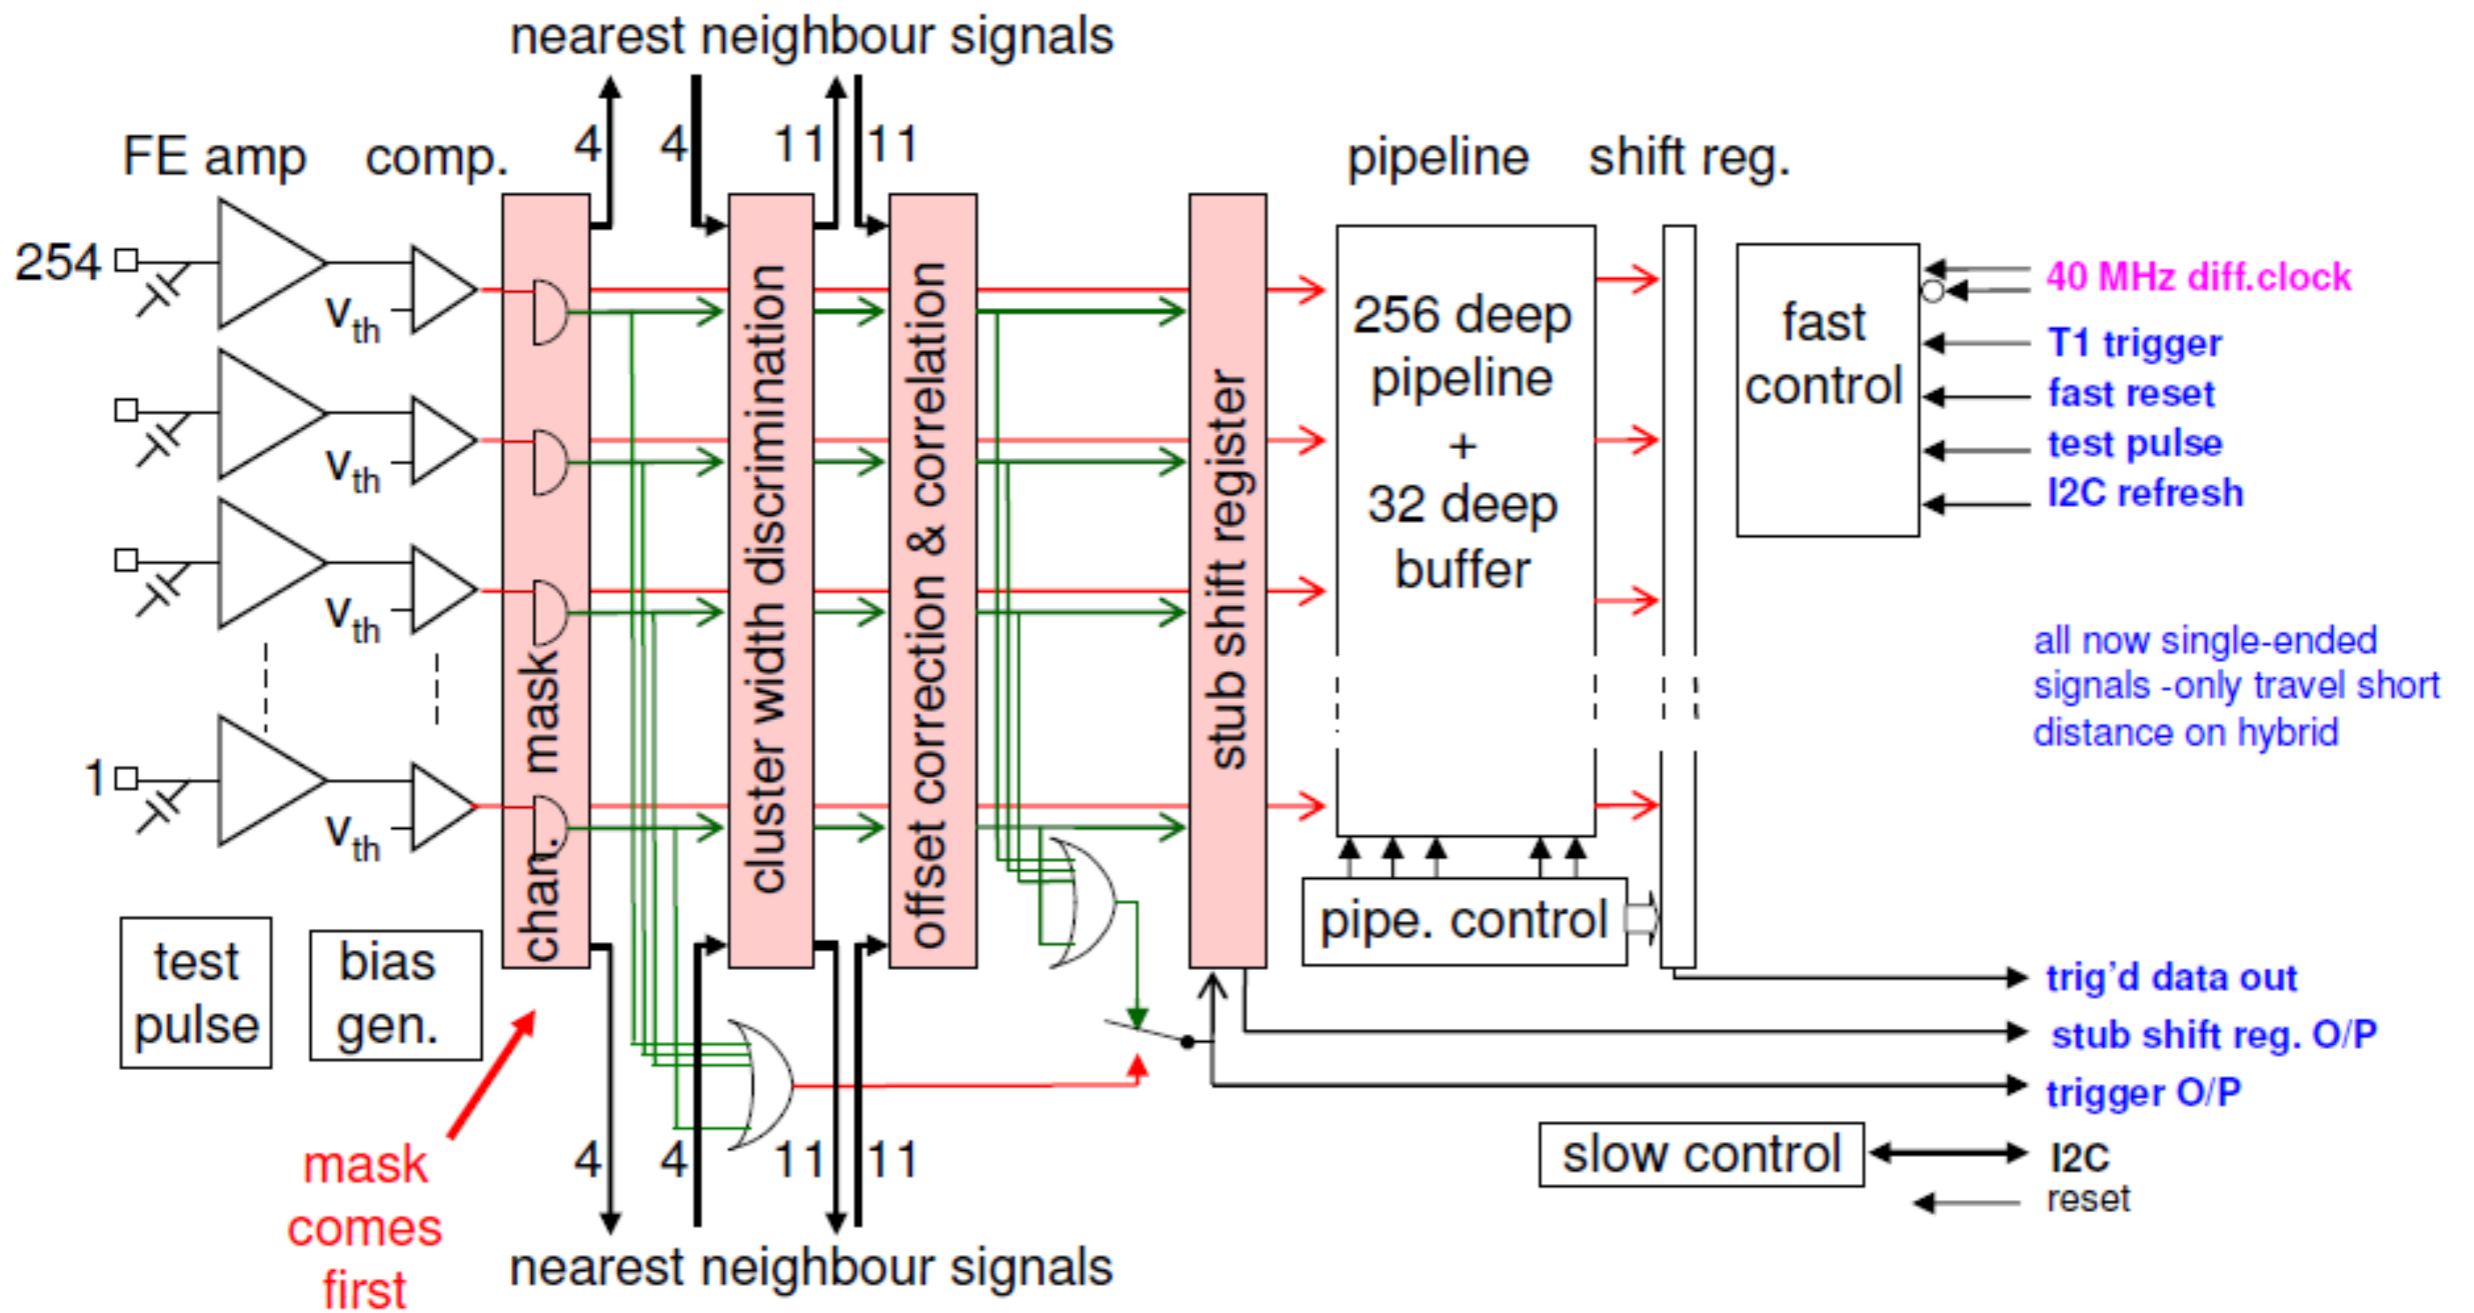 nearest neighbour signals
4 4 11 11
FE amp comp. pipeline shift reg.
254
Vth
Vth
Vth
1
Vth
chan. mask
cluster width discrimination
offset correction & correlation
stub shift register
256 deep
pipeline
+
32 deep
buffer
pipe. control
fast
control
40 MHz diff.clock
T1 trigger
fast reset
test pulse
I2C refresh
all now single-ended
signals -only travel short
distance on hybrid
test
pulse
bias
gen.
mask
comes
first
trig’d data out
stub shift reg. O/P
trigger O/P
slow control
I2C
reset
4 4 11 11
nearest neighbour signals